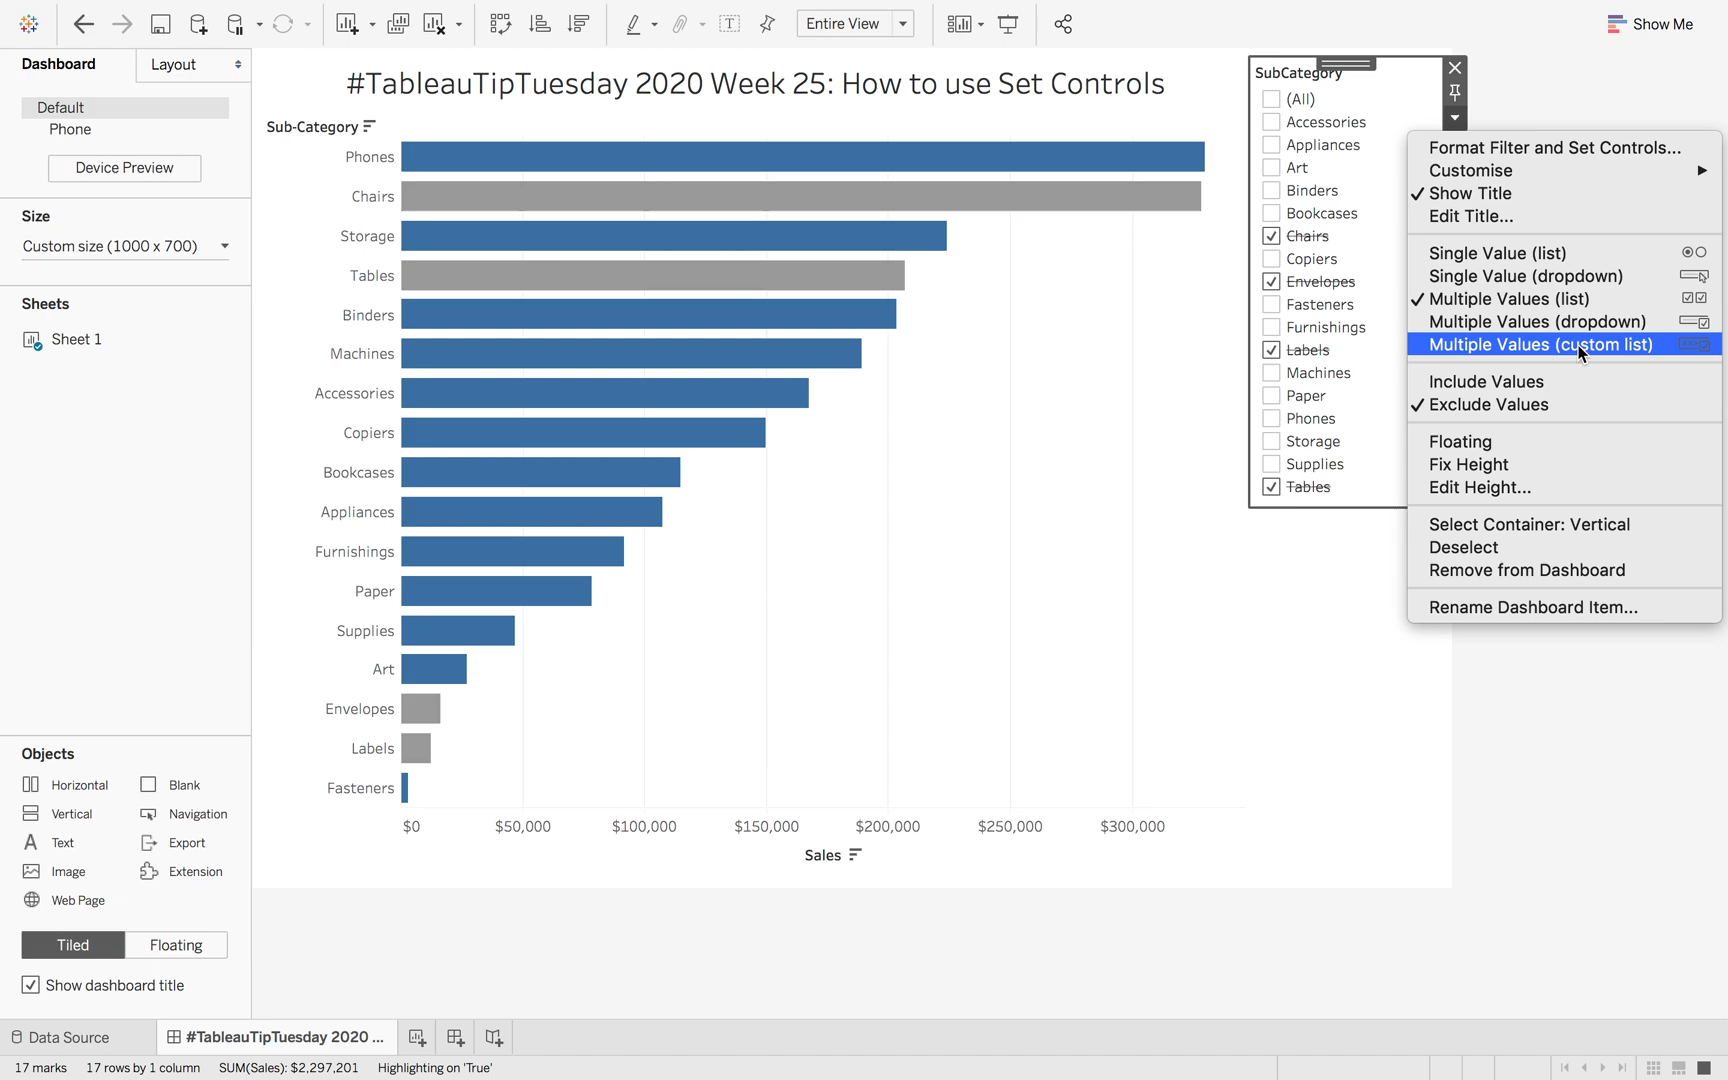 Entire View
Show Me
Dashboard
Layout
Default
Phone
Device Preview
Size
Custom size (1000 x 700)
Sheets
Sheet 1
Objects
Horizontal
Blank
Vertical
Navigation
Text
Export
Image
Extension
Web Page
Tiled
Floating
Show dashboard title
#TableauTipTuesday 2020 Week 25: How to use Set Controls
Sub-Category
Phones
Chairs
Storage
Tables
Binders
Machines
Accessories
Copiers
Bookcases
Appliances
Furnishings
Paper
Supplies
Art
Envelopes
Labels
Fasteners
$0
$50,000
$100,000
$150,000
$200,000
$250,000
$300,000
Sales
SubCategory
(All)
Accessories
Appliances
Art
Binders
Bookcases
Chairs
Copiers
Envelopes
Fasteners
Furnishings
Labels
Machines
Paper
Phones
Storage
Supplies
Tables
Format Filter and Set Controls...
Customise
Show Title
Edit Title...
Single Value (list)
Single Value (dropdown)
Multiple Values (list)
Multiple Values (dropdown)
Multiple Values (custom list)
Include Values
Exclude Values
Floating
Fix Height
Edit Height...
Select Container: Vertical
Deselect
Remove from Dashboard
Rename Dashboard Item...
Data Source
#TableauTipTuesday 2020 ...
17 marks
17 rows by 1 column
SUM(Sales): $2,297,201
Highlighting on 'True'